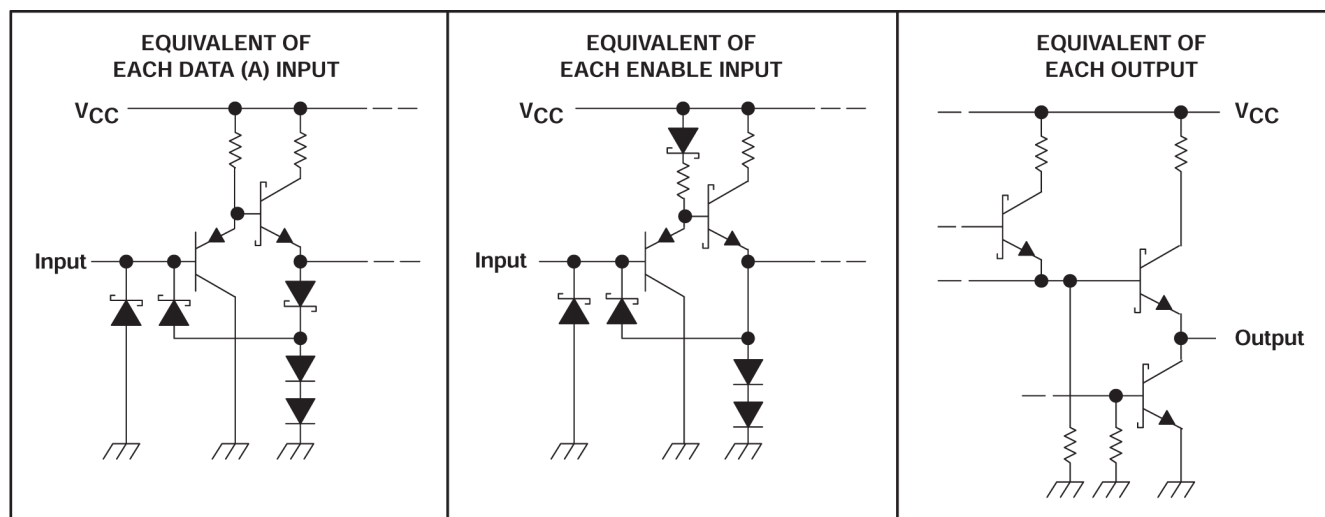 EQUIVALENT OF
EACH DATA (A) INPUT
VCC
Input
EQUIVALENT OF
EACH ENABLE INPUT
VCC
Input
EQUIVALENT OF
EACH OUTPUT
VCC
Output